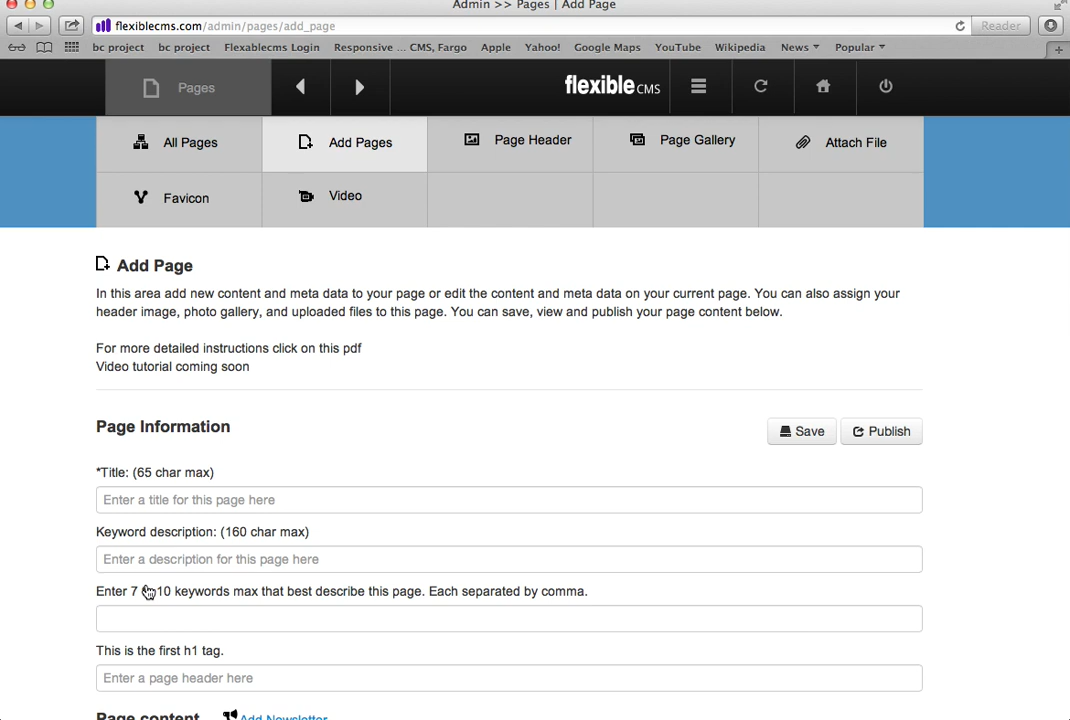 Admin >> Pages | Add Page
flexiblecms.com/admin/pages/add_page
Reader
bc project bc project Flexablecms Login Responsive ... CMS, Fargo Apple Yahoo! Google Maps YouTube Wikipedia News Popular
Pages
flexible CMS
All Pages Add Pages Page Header Page Gallery Attach File
Favicon Video
Add Page
In this area add new content and meta data to your page or edit the content and meta data on your current page. You can also assign your
header image, photo gallery, and uploaded files to this page. You can save, view and publish your page content below.
For more detailed instructions click on this pdf
Video tutorial coming soon
Page Information
Save Publish
*Title: (65 char max)
Enter a title for this page here
Keyword description: (160 char max)
Enter a description for this page here
Enter 7 10 keywords max that best describe this page. Each separated by comma.
This is the first h1 tag.
Enter a page header here
Page content Add Newsletter